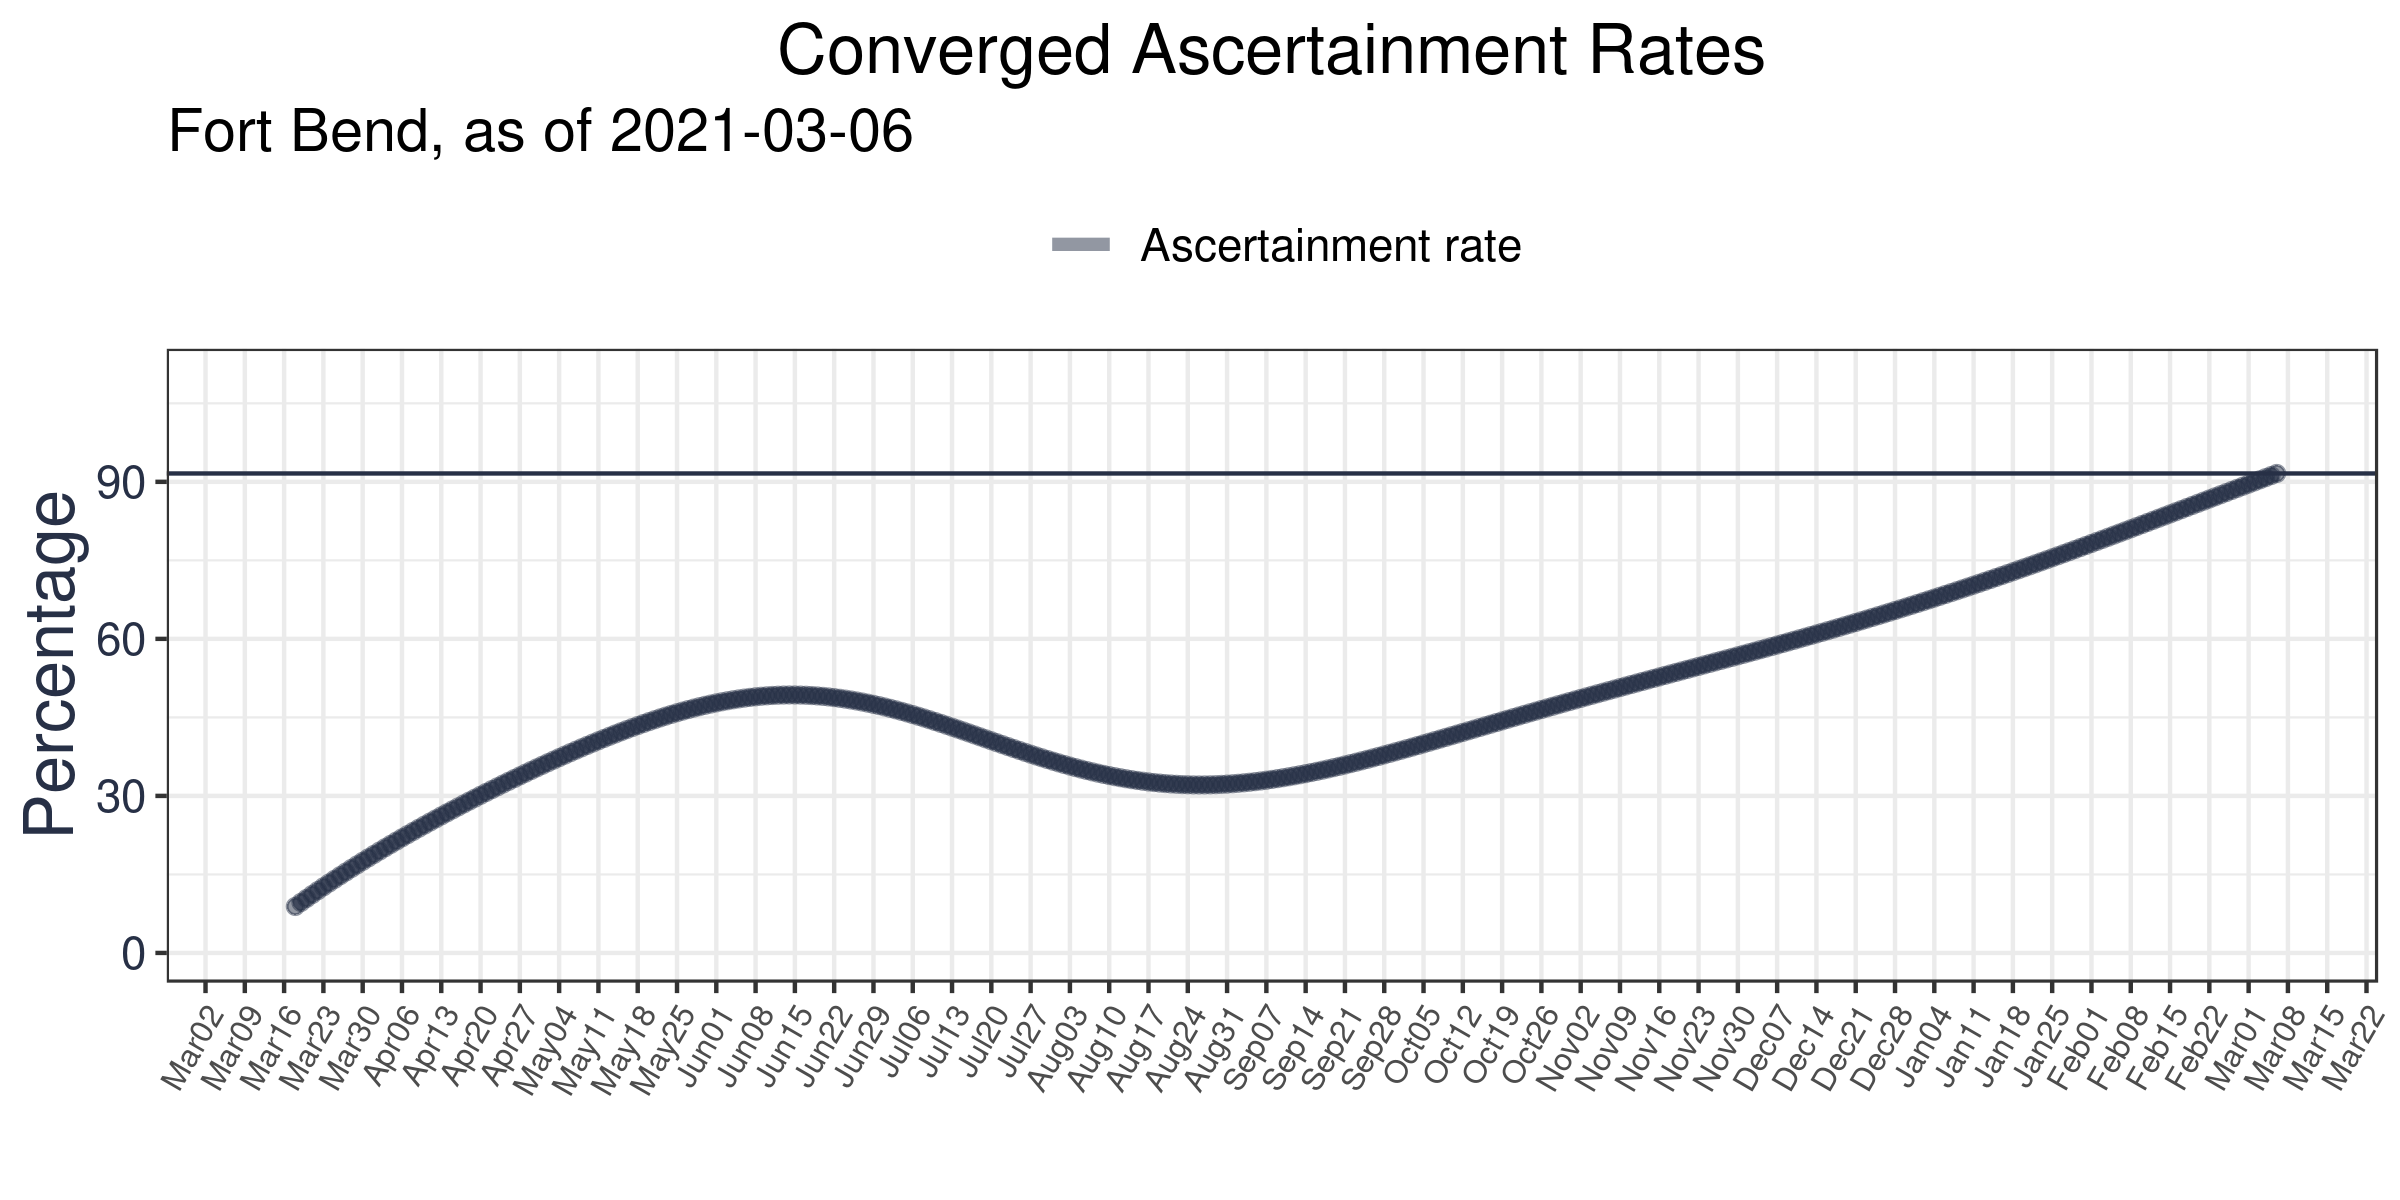 Converged Ascertainment Rates
Fort Bend, as of 2021-03-06
Ascertainment rate
Percentage
90
60
30
0
Mar02 Mar09 Mar16 Mar23 Mar30 Apr06 Apr13 Apr20 Apr27 May04 May11 May18 May25 Jun01 Jun08 Jun15 Jun22 Jun29 Jul06 Jul13 Jul20 Jul27 Aug03 Aug10 Aug17 Aug24 Aug31 Sep07 Sep14 Sep21 Sep28 Oct05 Oct12 Oct19 Oct26 Nov02 Nov09 Nov16 Nov23 Nov30 Dec07 Dec14 Dec21 Dec28 Jan04 Jan11 Jan18 Jan25 Feb01 Feb08 Feb15 Feb22 Mar01 Mar08 Mar15 Mar22